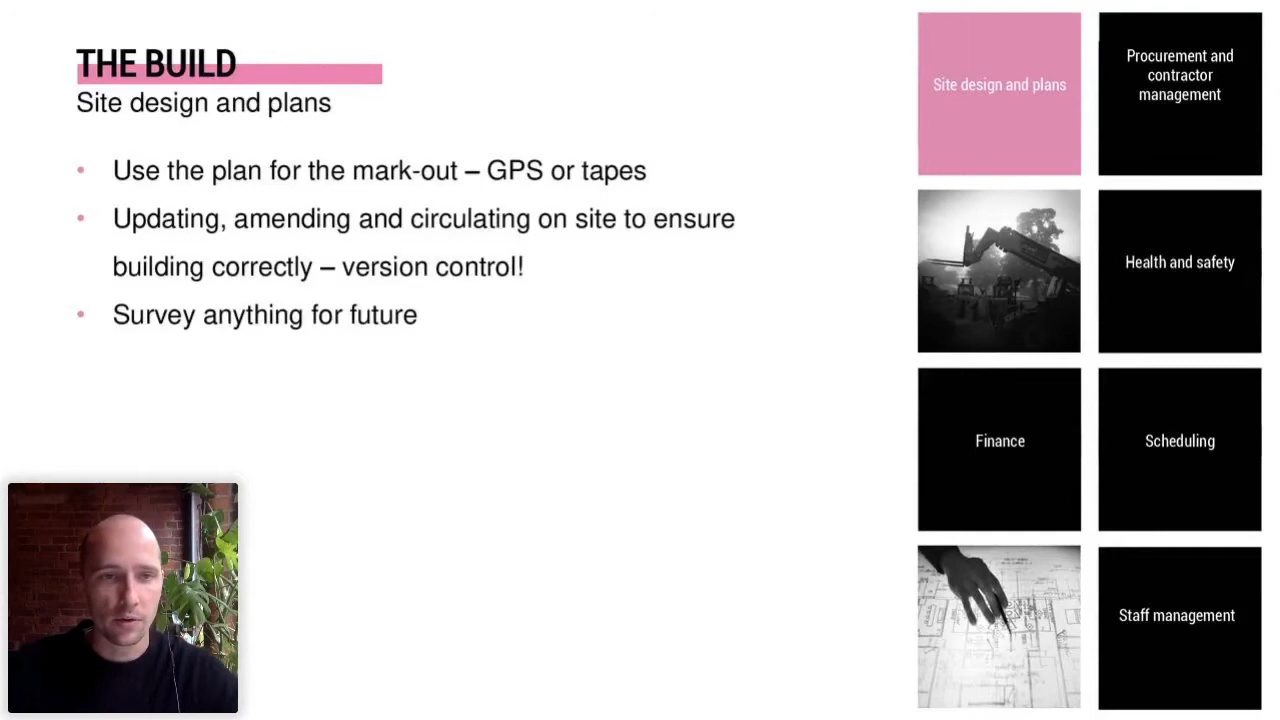 THE BUILD
Site design and plans
• Use the plan for the mark-out – GPS or tapes
• Updating, amending and circulating on site to ensure
building correctly – version control!
• Survey anything for future
Site design and plans
Procurement and
contractor
management
Health and safety
Finance
Scheduling
Staff management